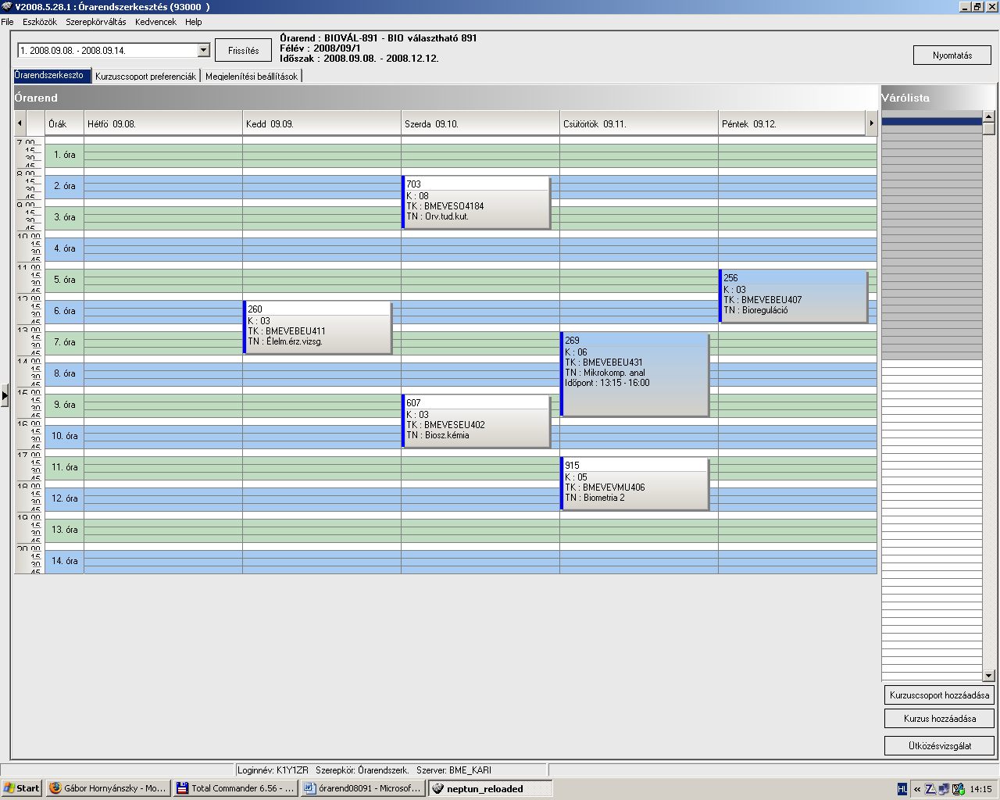 V2008.5.28.1 : Órarendszerkesztés (93000 )
File Eszközök Szerepkörváltás Kedvencek Help
1. 2008.09.08. - 2008.09.14.
Frissítés
Órarend : BIOVÁL-891 - BIO választható 891
Félév : 2008/09/1
Időszak : 2008.09.08. - 2008.12.12.
Nyomtatás
Órarendszerkeszto Kurzuscsoport preferenciák Megjelenítési beállítások
Órarend
Várólista
Órák Hétfő 09.08. Kedd 09.09. Szerda 09.10. Csütörtök 09.11. Péntek 09.12.
7 00
15
30
45
1. óra
8 00
15
30
45
2. óra
703
K : 08
TK : BMEVESO4184
TN : Orv.tud.kut.
9 00
15
30
45
3. óra
10 00
15
30
45
4. óra
11 00
15
30
45
5. óra
256
K : 03
TK : BMEVEBEU407
TN : Bioreguláció
12 00
15
30
45
6. óra
260
K : 03
TK : BMEVEBEU411
TN : Élelm.érz.vizsg.
13 00
15
30
45
7. óra
269
K : 06
TK : BMEVEBEU431
TN : Mikrokomp. anal
Időpont : 13:15 - 16:00
14 00
15
30
45
8. óra
15 00
15
30
45
9. óra
607
K : 03
TK : BMEVESEU402
TN : Biosz.kémia
16 00
15
30
45
10. óra
17 00
15
30
45
11. óra
915
K : 05
TK : BMEVEVMU406
TN : Biometria 2
18 00
15
30
45
12. óra
19 00
15
30
45
13. óra
20 00
15
30
45
14. óra
Kurzuscsoport hozzáadása
Kurzus hozzáadása
Ütközésvizsgálat
Loginnév: K1Y1ZR Szerepkör: Órarendszerk. Szerver: BME_KARI
Start Gábor Hornyánszky - Mo... Total Commander 6.56 - ... órarend08091 - Microsof... neptun_reloaded HU « 14:15